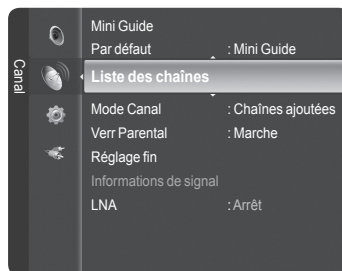 Canal
Mini Guide
Par défaut : Mini Guide
Liste des chaînes
Mode Canal : Chaînes ajoutées
Verr Parental : Marche
Réglage fin
Informations de signal
LNA : Arrêt